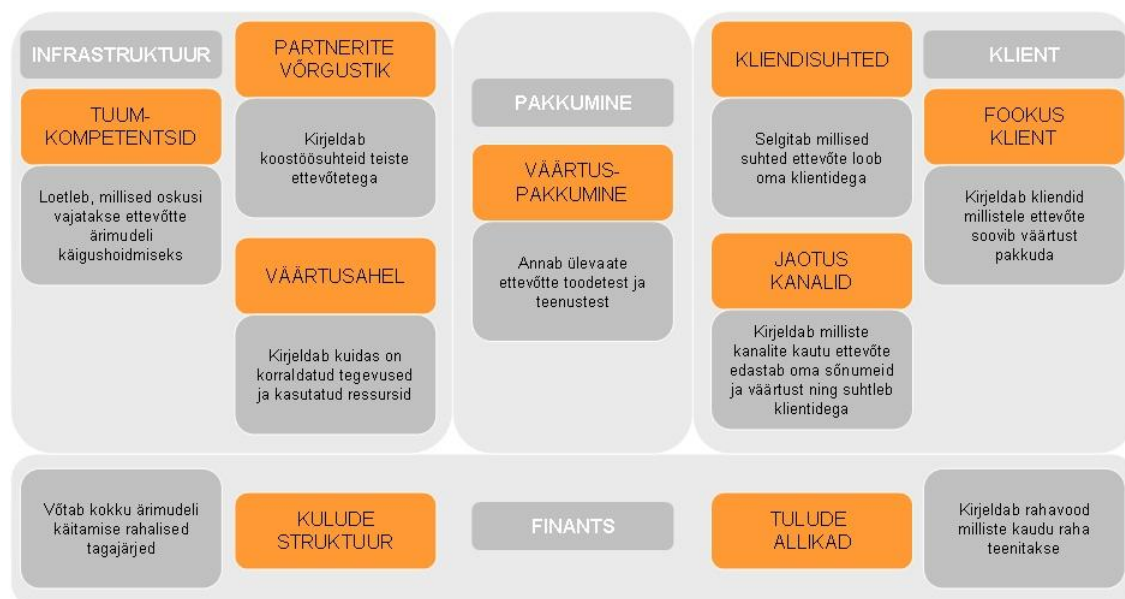 INFRASTRUKTUUR
TUUM-
KOMPETENTSID
Loetleb, millised oskusi
vajatakse ettevõtte
ärimudeli
käigushoidmiseks
PARTNERITE
VÕRGUSTIK
Kirjeldab
koostöösuhteid teiste
ettevõtetega
VÄÄRTUSAHEL
Kirjeldab kuidas on
korraldatud tegevused
ja kasutatud ressursid
PAKKUMINE
VÄÄRTUS-
PAKKUMINE
Annab ülevaate
ettevõtte toodetest ja
teenustest
KLIENDISUHTED
Selgitab millised
suhted ettevõte loob
oma klientidega
JAOTUS
KANALID
Kirjeldab milliste
kanalite kautu ettevõte
edastab oma sõnumeid
ja väärtust ning suhtleb
klientidega
KLIENT
FOOKUS
KLIENT
Kirjeldab kliendid
millistele ettevõte
soovib väärtust
pakkuda
Võtab kokku ärimudeli
käitamise rahalised
tagajärjed
KULUDE
STRUKTUUR
FINANTS
TULUDE
ALLIKAD
Kirjeldab rahavood
milliste kaudu raha
teenitakse